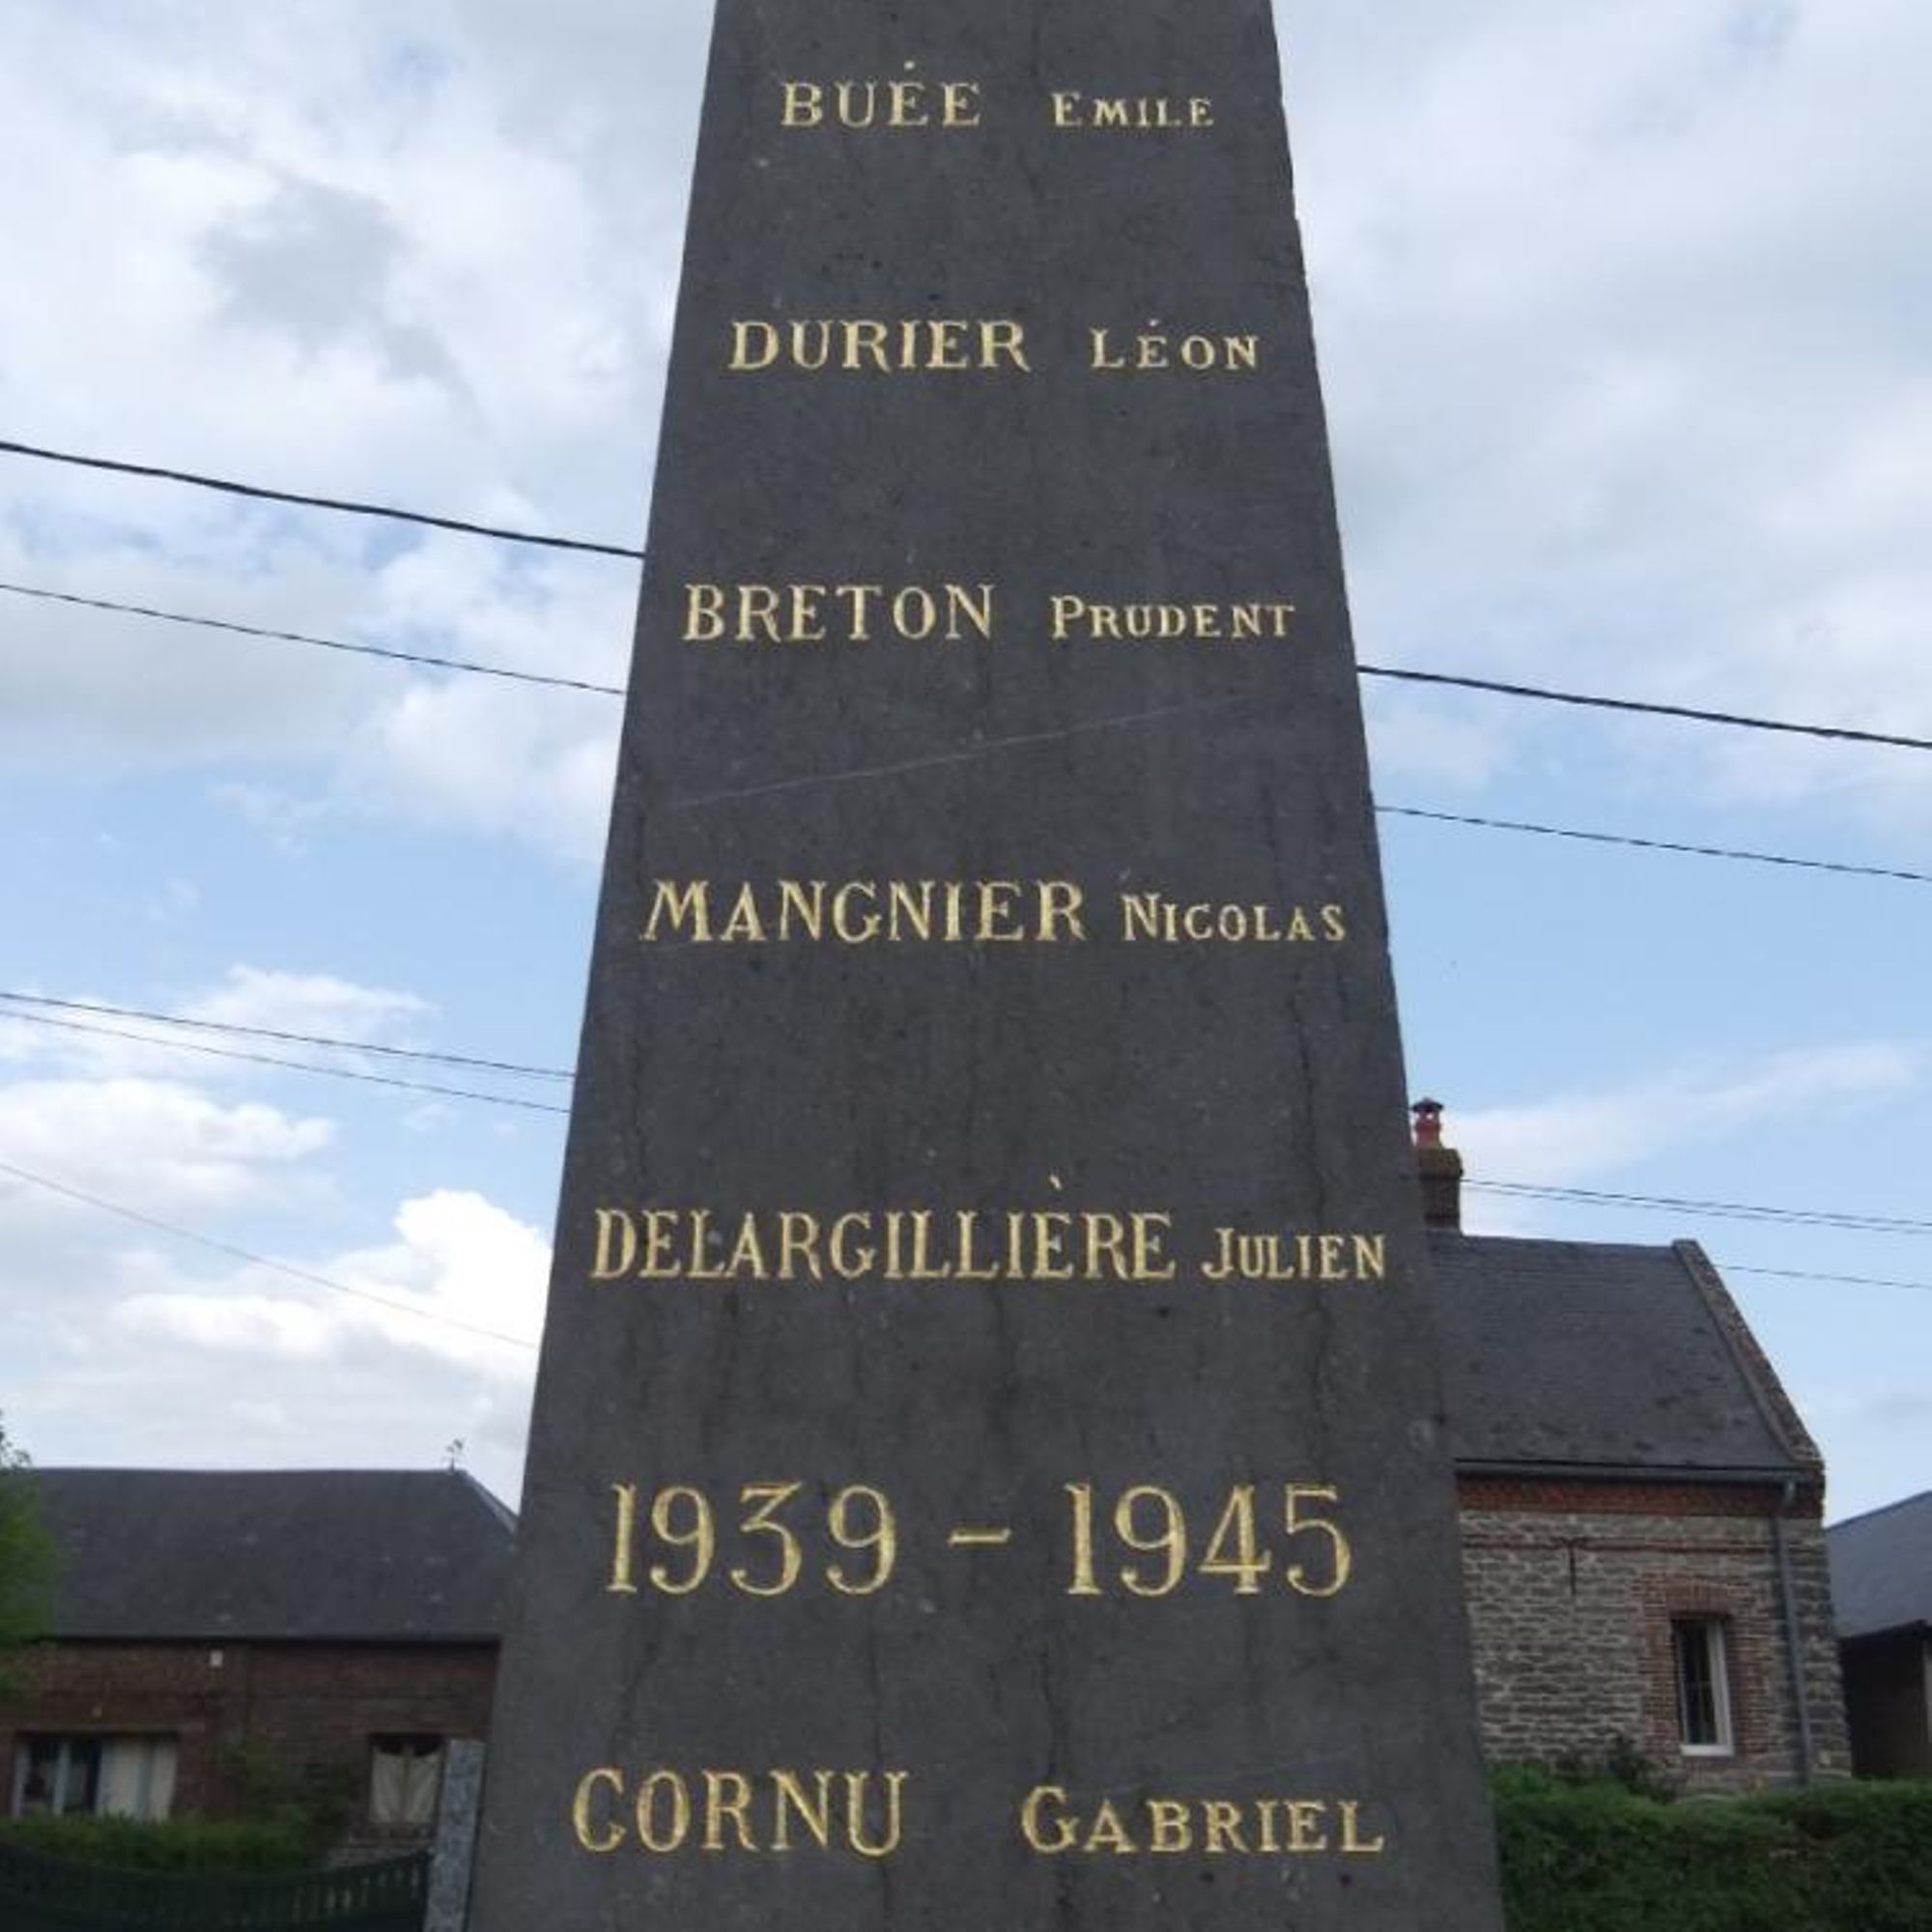 BUÉE EMILE
DURIER LÉON
BRETON PRUDENT
MANGNIER NICOLAS
DELARGILLIÈRE JULIEN
1939 - 1945
CORNU GABRIEL